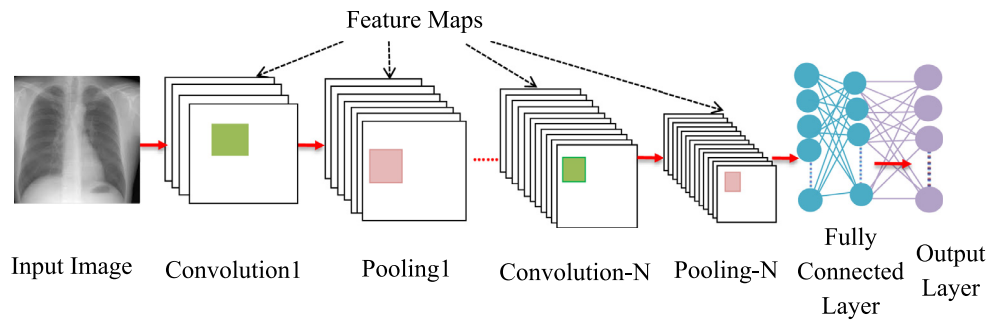 Feature Maps
Input Image
Convolution1
Pooling1
Convolution-N
Pooling-N
Fully
Connected
Layer
Output
Layer